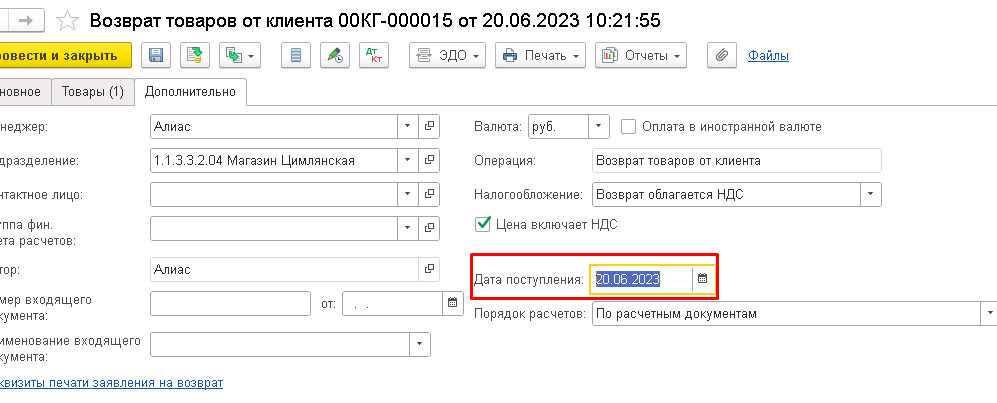 Возврат товаров от клиента 00КГ-000015 от 20.06.2023 10:21:55
ровести и закрыть
Дт Кт
ЭДО
Печать
Отчеты
Файлы
новное
Товары (1)
Дополнительно
неджер:
Алиас
Валюта:
руб.
Оплата в иностранной валюте
дразделение:
1.1.3.3.2.04 Магазин Цимлянская
Операция:
Возврат товаров от клиента
нтактное лицо:
Налогообложение:
Возврат облагается НДС
уппа фин.
ета расчетов:
Цена включает НДС
тор:
Алиас
Дата поступления:
20.06.2023
мер входящего
кумента:
от:
. .
Порядок расчетов:
По расчетным документам
именование входящего
кумента:
квизиты печати заявления на возврат